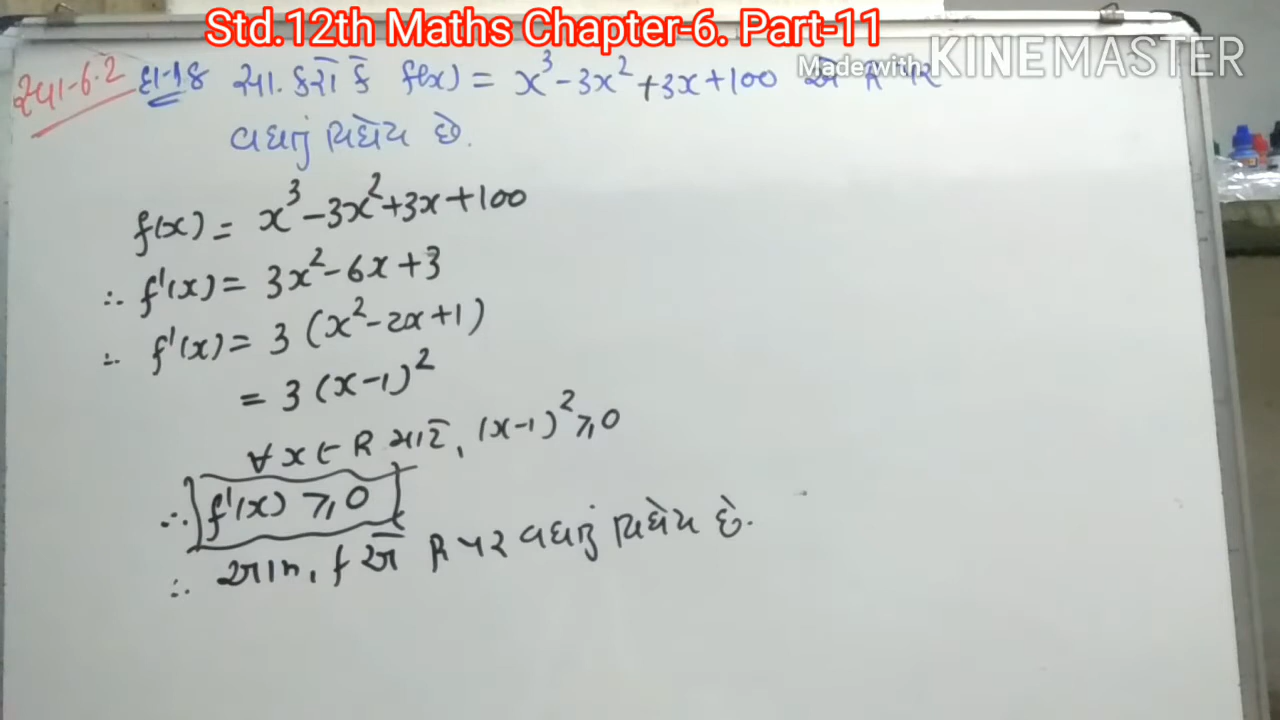 Std.12th Maths Chapter-6. Part-11
Made with KINEMASTER
સ્વા-6.2 દા-18 સા. કરો કે f(x) = x³ - 3x² + 3x + 100 એ R પર
વધતું વિધેય છે.
f(x) = x³ - 3x² + 3x + 100
∴ f'(x) = 3x² - 6x + 3
∴ f'(x) = 3 (x² - 2x + 1)
= 3 (x-1)²
∀ x ∈ R માટે, (x-1)² ⩾ 0
∴ f'(x) ⩾ 0
∴ f એ R પર વધતું વિધેય છે.